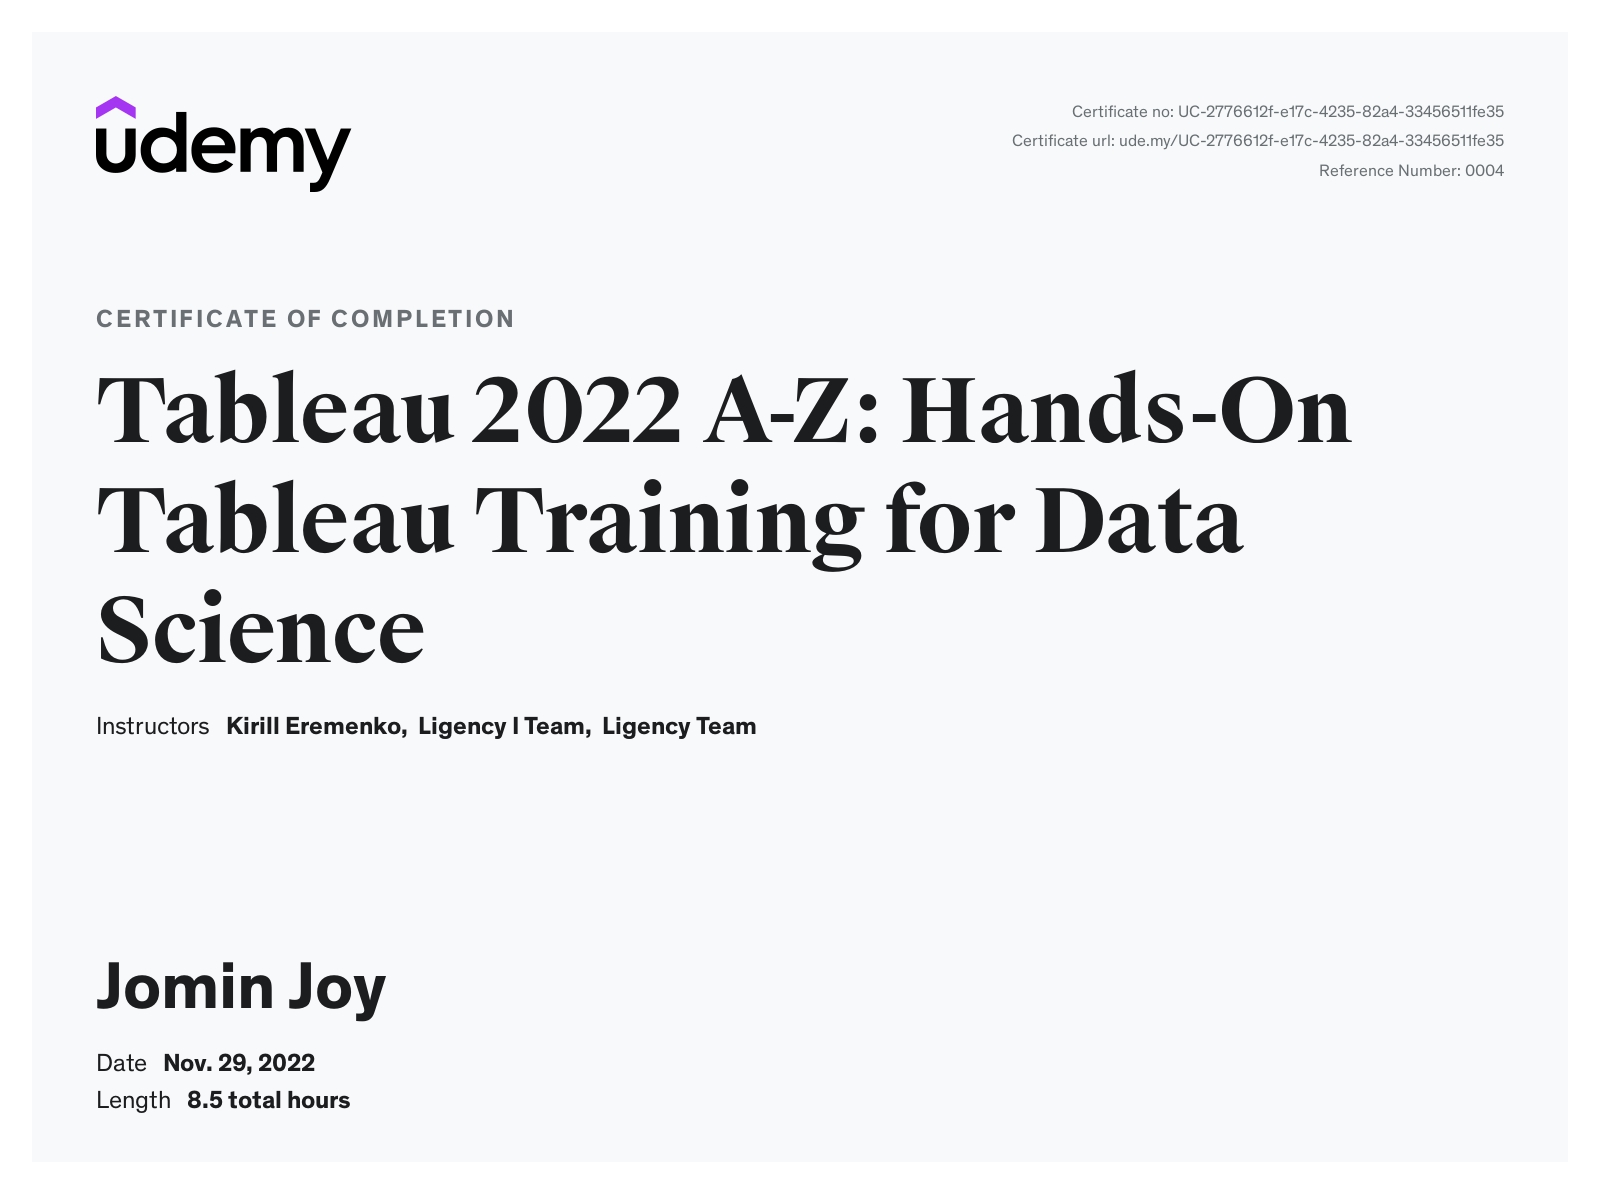 udemy
Certificate no: UC-2776612f-e17c-4235-82a4-33456511fe35
Certificate url: ude.my/UC-2776612f-e17c-4235-82a4-33456511fe35
Reference Number: 0004
CERTIFICATE OF COMPLETION
Tableau 2022 A-Z: Hands-On
Tableau Training for Data
Science
Instructors Kirill Eremenko, Ligency I Team, Ligency Team
Jomin Joy
Date Nov. 29, 2022
Length 8.5 total hours